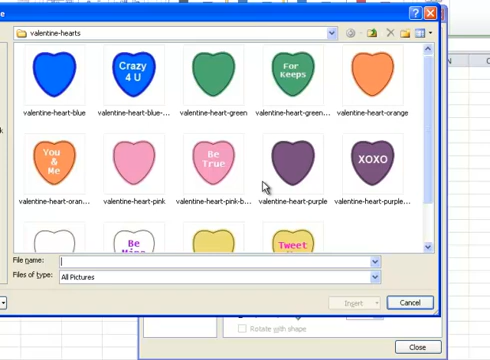 e
valentine-hearts
N
O
Crazy
4 U
For
Keeps
valentine-heart-blue
valentine-heart-blue-...
valentine-heart-green
valentine-heart-green...
valentine-heart-orange
You
&
Me
Be
True
XOXO
valentine-heart-oran...
valentine-heart-pink
valentine-heart-pink-b...
valentine-heart-purple
valentine-heart-purple...
Be
Tweet
File name:
Files of type:
All Pictures
Insert
Cancel
Rotate with shape
Close